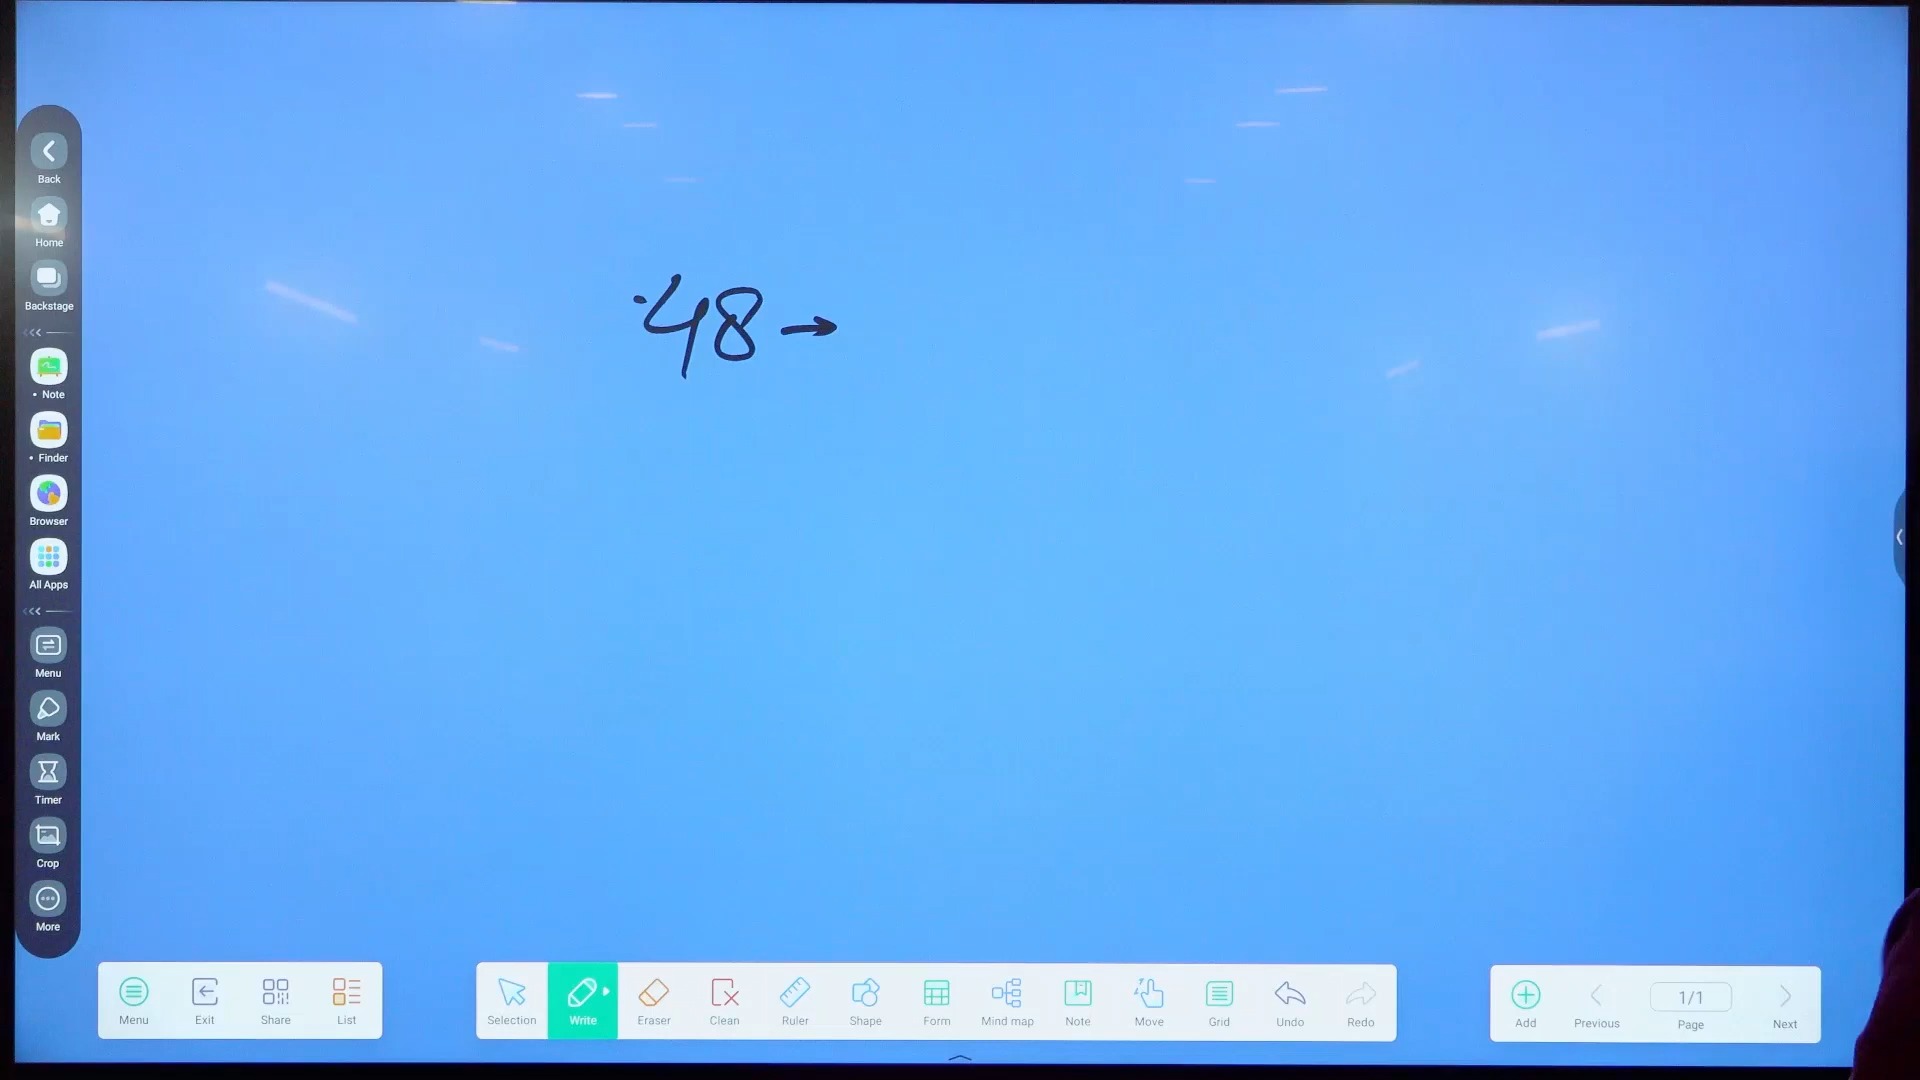 ·48→
Back
Home
Backstage
• Note
• Finder
Browser
All Apps
Menu
Mark
Timer
Crop
More
Menu Exit Share List
Selection Write Eraser Clean Ruler Shape Form Mind map Note Move Grid Undo Redo
Add Previous 1/1 Page Next